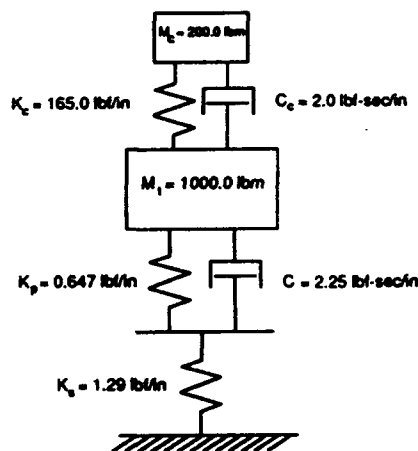 M_c = 200.0 lbm
K_c = 165.0 lbf/in
C_c = 2.0 lbf-sec/in
M_1 = 1000.0 lbm
K_p = 0.647 lbf/in
C = 2.25 lbf-sec/in
K_s = 1.29 lbf/in